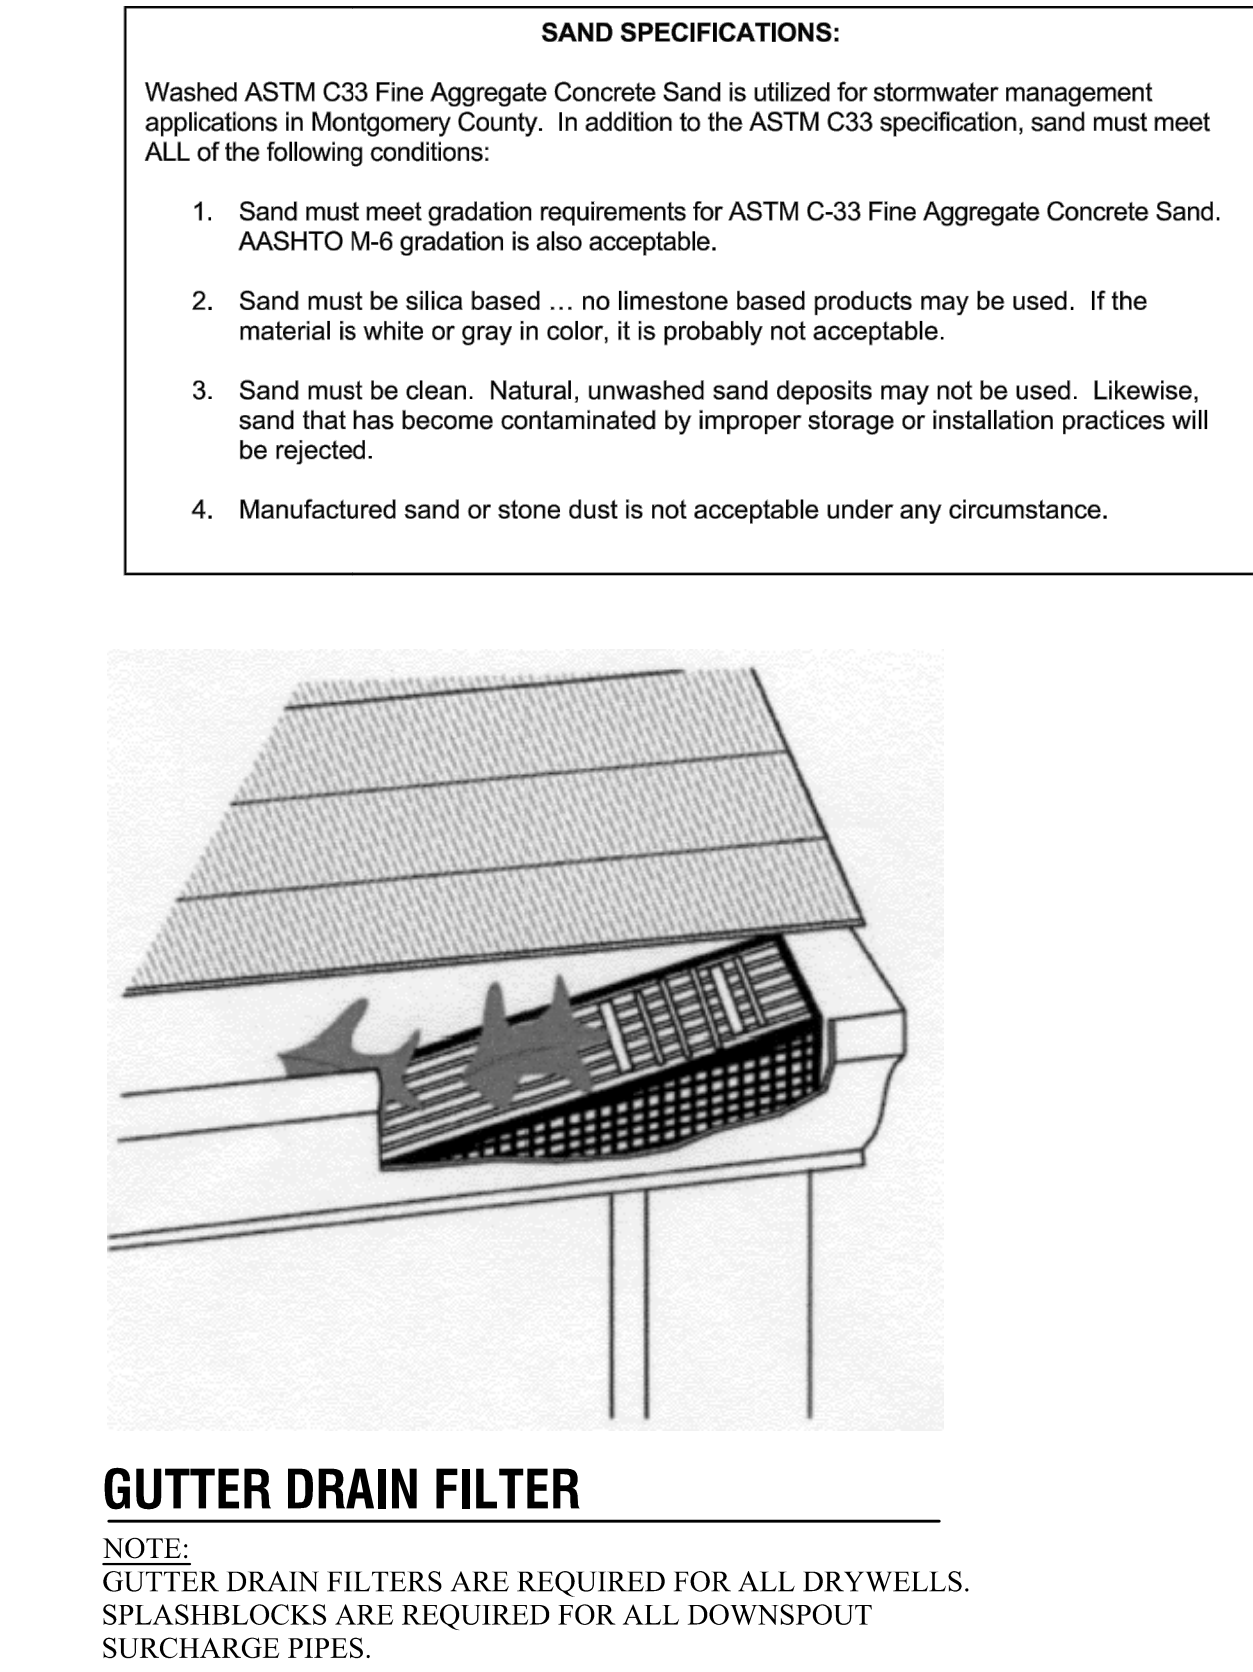 SAND SPECIFICATIONS:
Washed ASTM C33 Fine Aggregate Concrete Sand is utilized for stormwater management
applications in Montgomery County.  In addition to the ASTM C33 specification, sand must meet
ALL of the following conditions:
1. Sand must meet gradation requirements for ASTM C-33 Fine Aggregate Concrete Sand.
AASHTO M-6 gradation is also acceptable.
2. Sand must be silica based … no limestone based products may be used.  If the
material is white or gray in color, it is probably not acceptable.
3. Sand must be clean.  Natural, unwashed sand deposits may not be used.  Likewise,
sand that has become contaminated by improper storage or installation practices will
be rejected.
4. Manufactured sand or stone dust is not acceptable under any circumstance.
GUTTER DRAIN FILTER
NOTE:
GUTTER DRAIN FILTERS ARE REQUIRED FOR ALL DRYWELLS.
SPLASHBLOCKS ARE REQUIRED FOR ALL DOWNSPOUT
SURCHARGE PIPES.